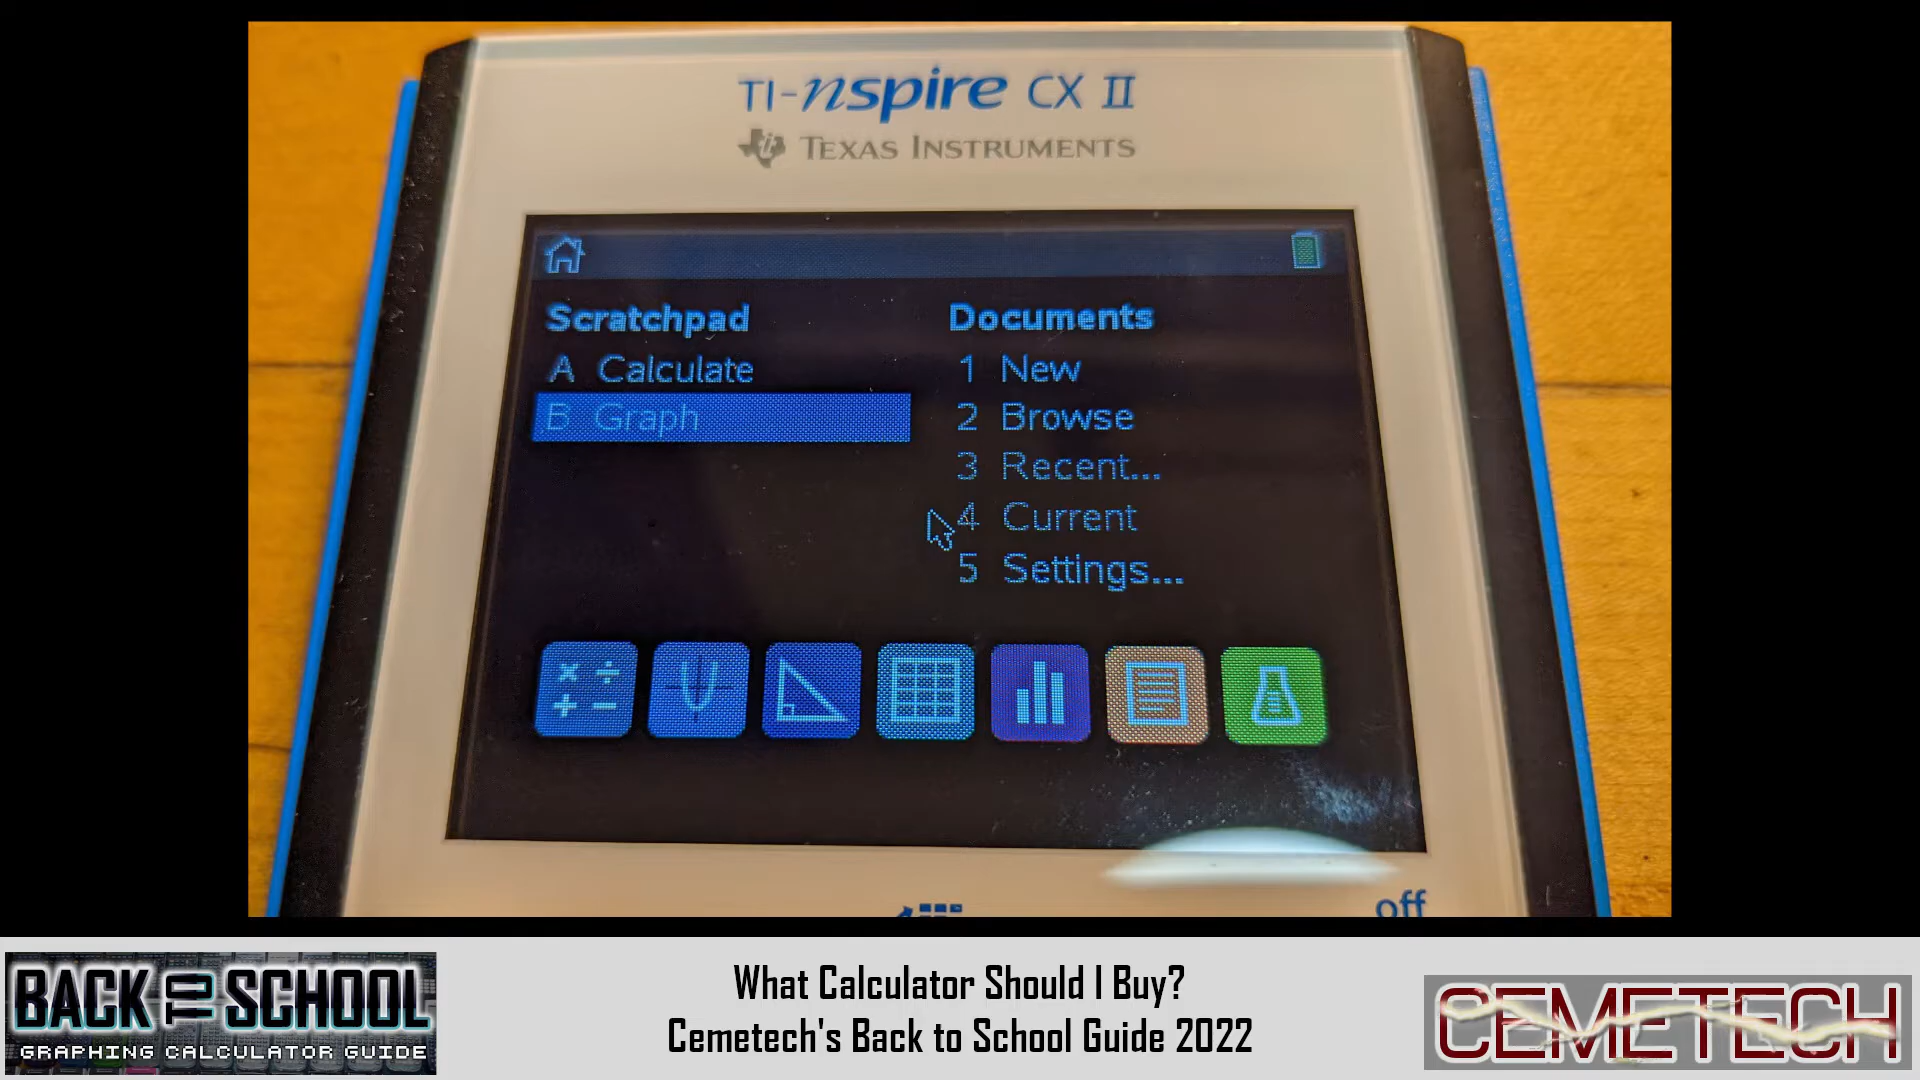 TI-nspire CX II
TEXAS INSTRUMENTS
Scratchpad
A Calculate
B Graph
Documents
1 New
2 Browse
3 Recent...
4 Current
5 Settings...
off
BACK TO SCHOOL
GRAPHING CALCULATOR GUIDE
What Calculator Should I Buy?
Cemetech's Back to School Guide 2022
CEMETECH